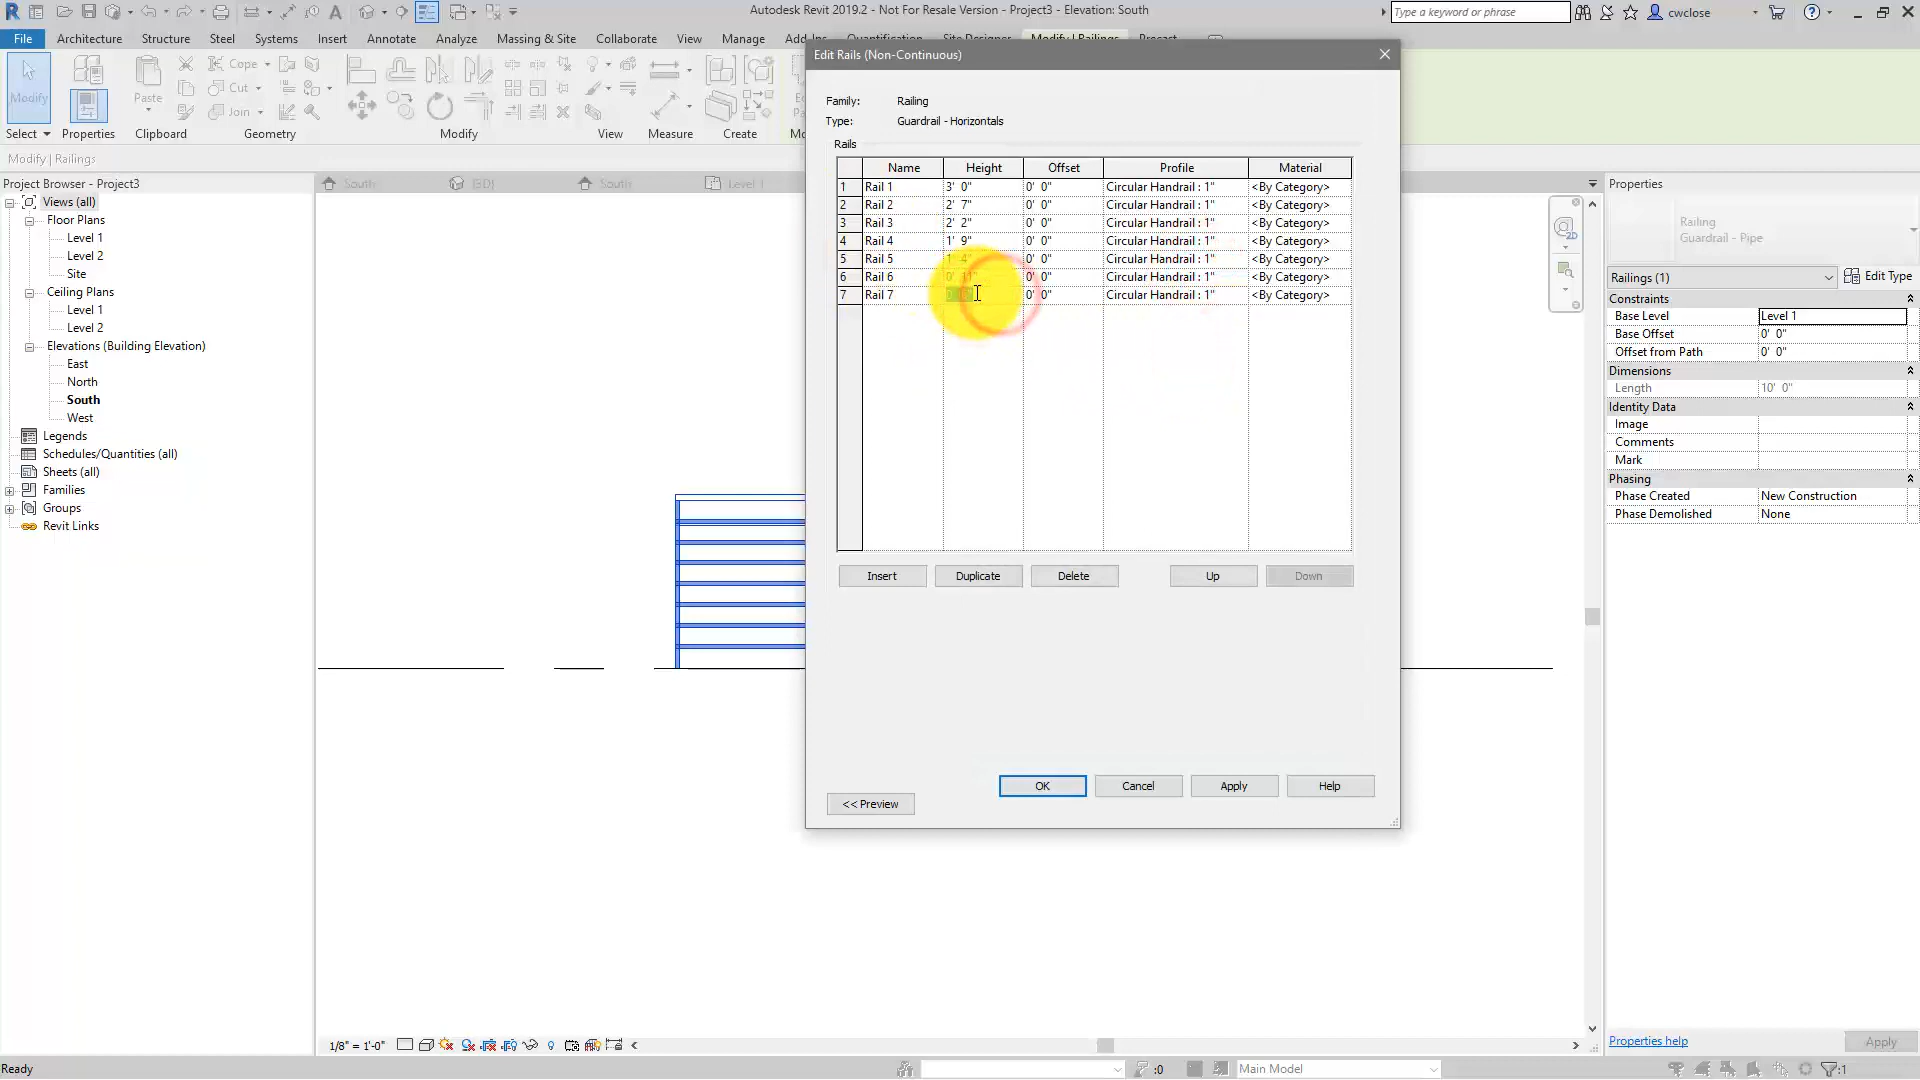 Autodesk Revit 2019.2 - Not For Resale Version - Project3 - Elevation: South
Type a keyword or phrase
cwclose
File Architecture Structure Steel Systems Insert Annotate Analyze Massing & Site Collaborate View Manage
Modify
Paste
Cope
Cut
Join
Select Properties Clipboard Geometry Modify View Measure Create
Modify | Railings
Project Browser - Project3
Views (all)
Floor Plans
Level 1
Level 2
Site
Ceiling Plans
Level 1
Level 2
Elevations (Building Elevation)
East
North
South
West
Legends
Schedules/Quantities (all)
Sheets (all)
Families
Groups
Revit Links
South
{3D}
South
Level 1
Edit Rails (Non-Continuous)
Family: Railing
Type: Guardrail - Horizontals
Rails
Name Height Offset Profile Material
1 Rail 1 3' 0" 0' 0" Circular Handrail : 1" <By Category>
2 Rail 2 2' 7" 0' 0" Circular Handrail : 1" <By Category>
3 Rail 3 2' 2" 0' 0" Circular Handrail : 1" <By Category>
4 Rail 4 1' 9" 0' 0" Circular Handrail : 1" <By Category>
5 Rail 5 1' 4" 0' 0" Circular Handrail : 1" <By Category>
6 Rail 6 0' 11" 0' 0" Circular Handrail : 1" <By Category>
7 Rail 7 0' 0" Circular Handrail : 1" <By Category>
Insert Duplicate Delete Up Down
OK Cancel Apply Help
<< Preview
Properties
Railing
Guardrail - Pipe
Railings (1)
Edit Type
Constraints
Base Level Level 1
Base Offset 0' 0"
Offset from Path 0' 0"
Dimensions
Length 10' 0"
Identity Data
Image
Comments
Mark
Phasing
Phase Created New Construction
Phase Demolished None
Properties help
Apply
2D
1/8" = 1'-0"
Ready
:0
Main Model
:1